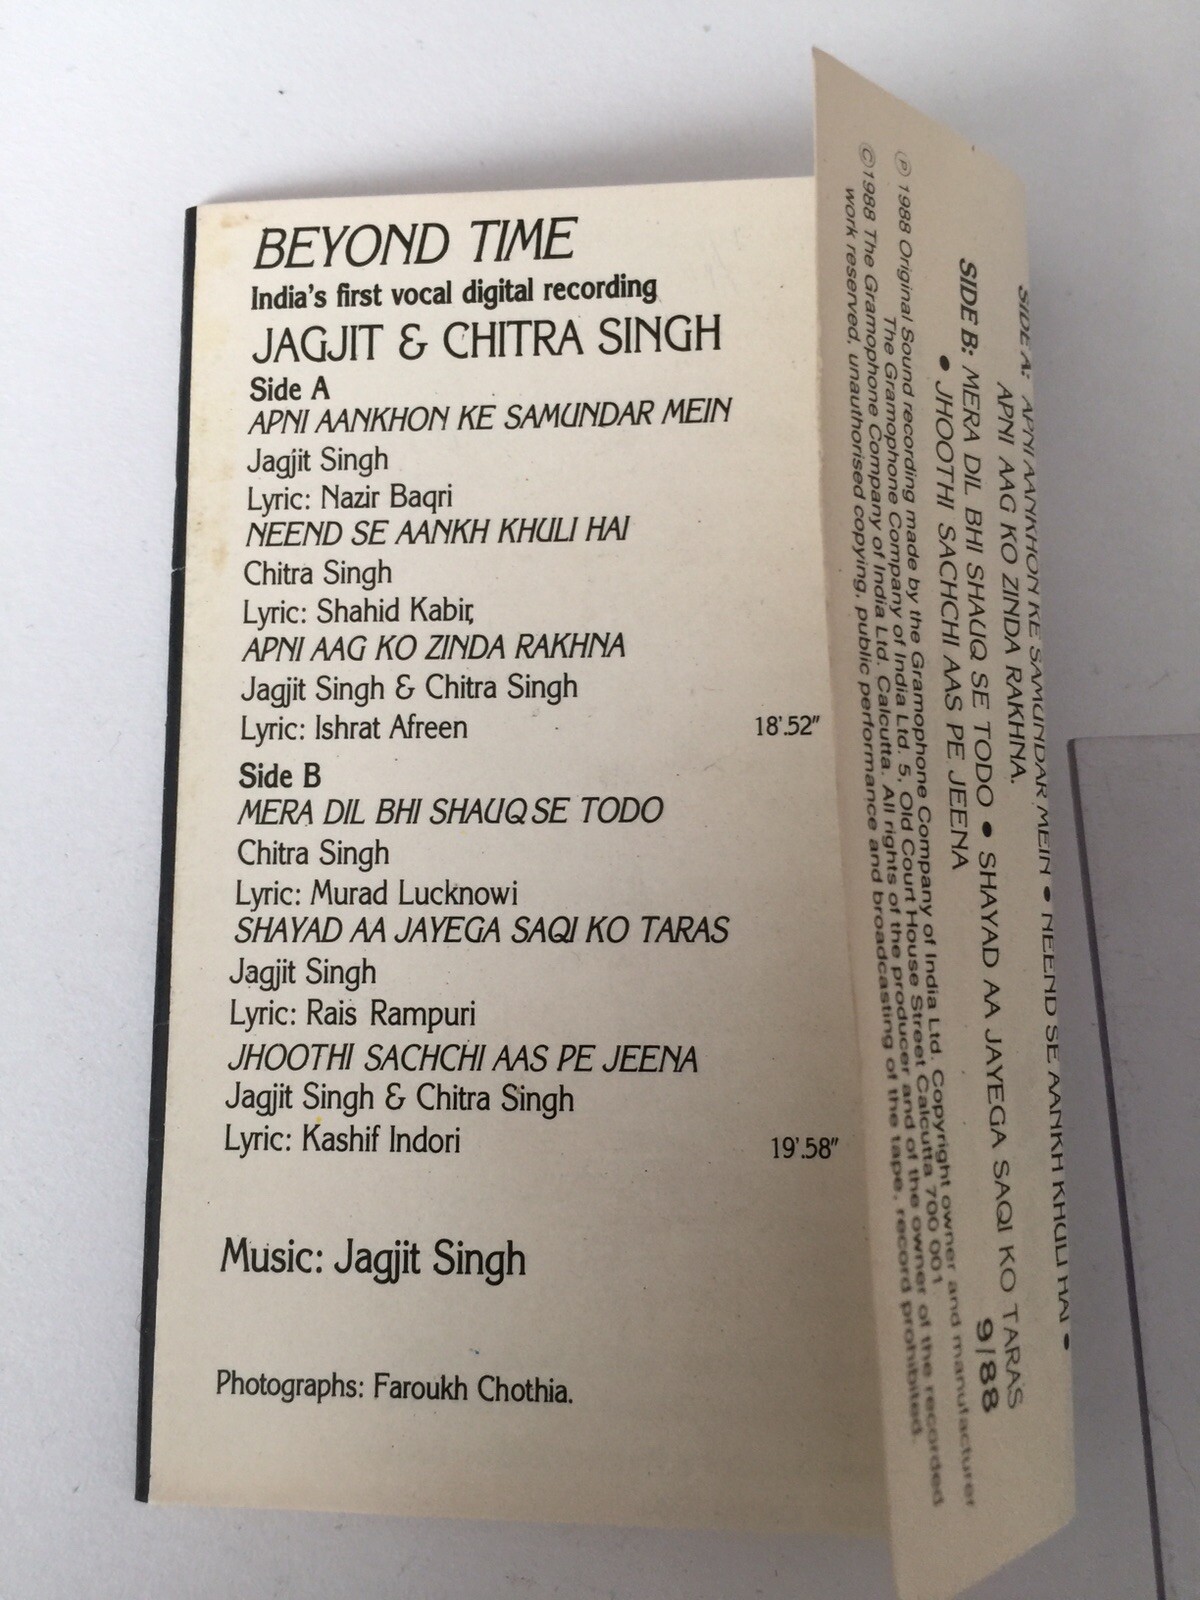 BEYOND TIME
India's first vocal digital recording
JAGJIT & CHITRA SINGH
Side A
APNI AANKHON KE SAMUNDAR MEIN
Jagjit Singh
Lyric: Nazir Baqri
NEEND SE AANKH KHULI HAI
Chitra Singh
Lyric: Shahid Kabir,
APNI AAG KO ZINDA RAKHNA
Jagjit Singh & Chitra Singh
Lyric: Ishrat Afreen 18'.52"
Side B
MERA DIL BHI SHAUQ SE TODO
Chitra Singh
Lyric: Murad Lucknowi
SHAYAD AA JAYEGA SAQI KO TARAS
Jagjit Singh
Lyric: Rais Rampuri
JHOOTHI SACHCHI AAS PE JEENA
Jagjit Singh & Chitra Singh
Lyric: Kashif Indori 19'.58"
Music: Jagjit Singh
Photographs: Faroukh Chothia.
SIDE A: APNI AANKHON KE SAMUNDAR MEIN • NEEND SE AANKH KHULI HAI •
APNI AAG KO ZINDA RAKHNA.
SIDE B: MERA DIL BHI SHAUQ SE TODO • SHAYAD AA JAYEGA SAQI KO TARAS
• JHOOTHI SACHCHI AAS PE JEENA
9/88
Ⓟ 1988 Original Sound recording made by the Gramophone Company of India Ltd. Copyright owner and manufacturer
The Gramophone Company of India Ltd. 5, Old Court House Street Calcutta 700 001
©1988 The Gramophone Company of India Ltd. Calcutta. All rights of the producer and of the owner of the recorded
work reserved, unauthorised copying, public performance and broadcasting of the tape, record prohibited.